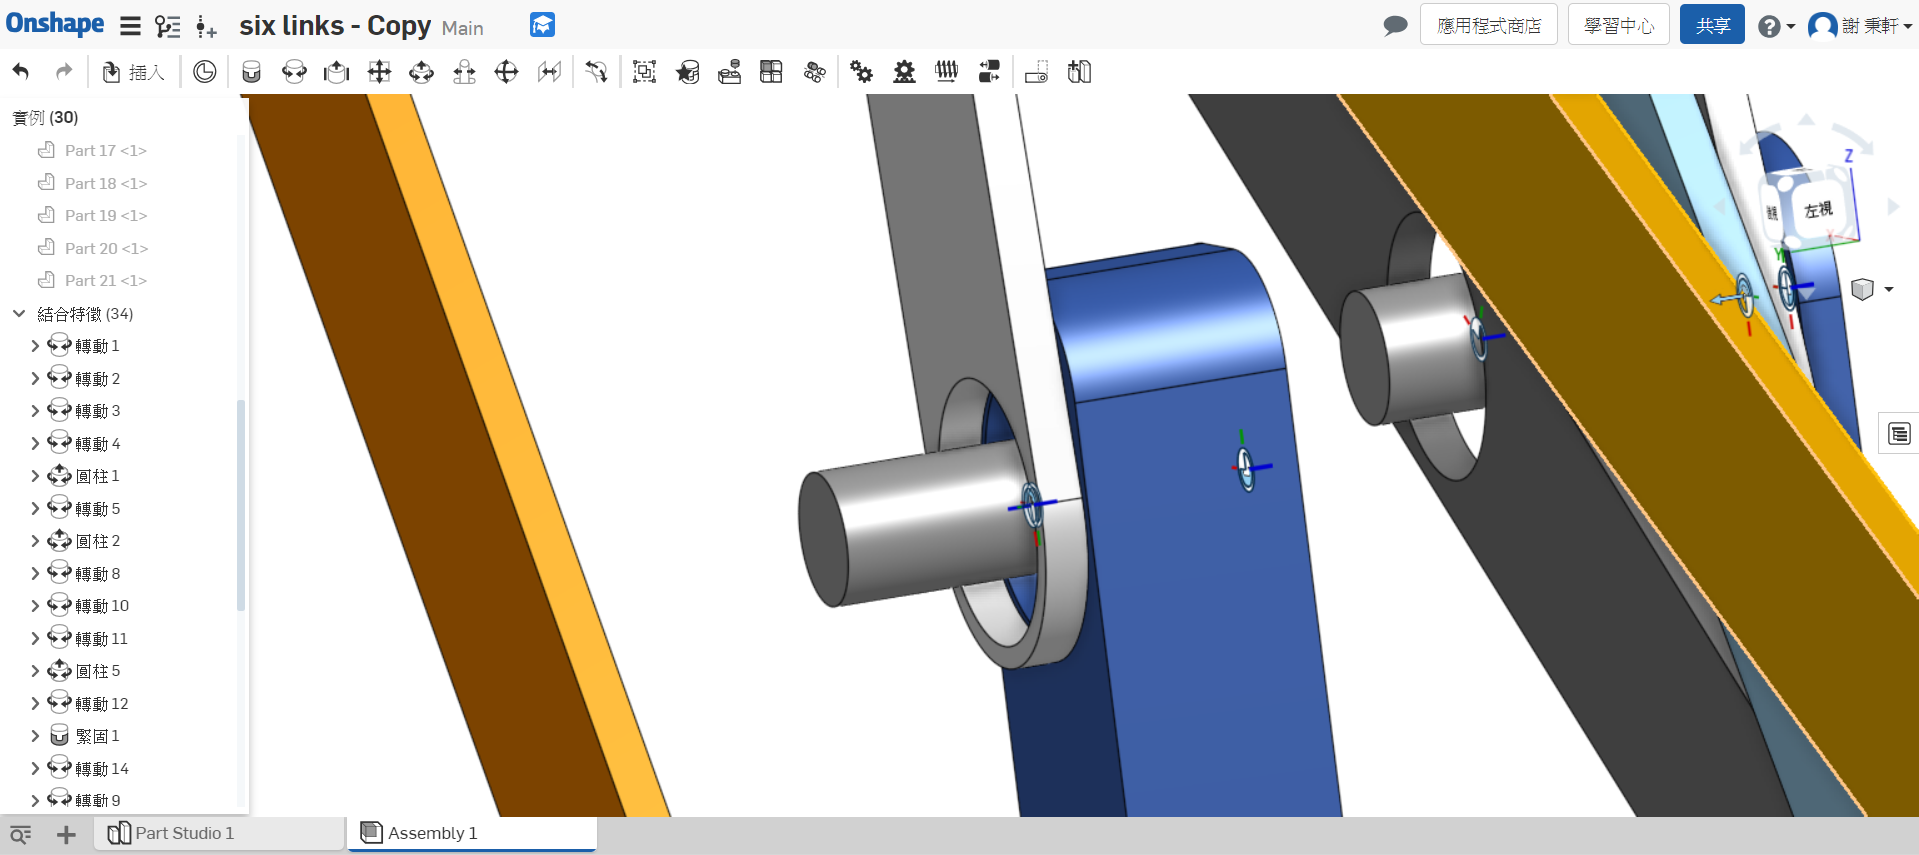 Onshape six links - Copy Main 應用程式商店 學習中心 共享 謝 秉軒
插入
實例 (30)
Part 17 <1>
Part 18 <1>
Part 19 <1>
Part 20 <1>
Part 21 <1>
結合特徵 (34)
轉動 1
轉動 2
轉動 3
轉動 4
圓柱 1
轉動 5
圓柱 2
轉動 8
轉動 10
轉動 11
圓柱 5
轉動 12
緊固 1
轉動 14
轉動 9
Z
左視
X
Y
Part Studio 1
Assembly 1